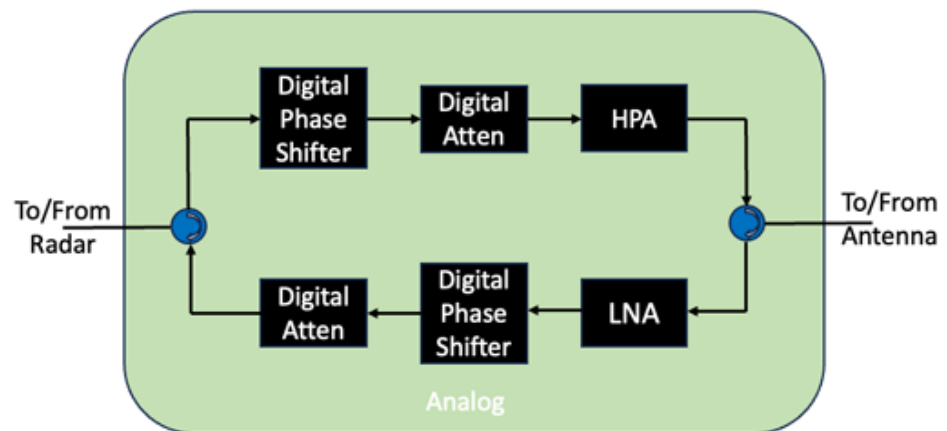 Digital
Phase
Shifter
Digital
Atten
HPA
To/From
Radar
To/From
Antenna
Digital
Atten
Digital
Phase
Shifter
LNA
Analog